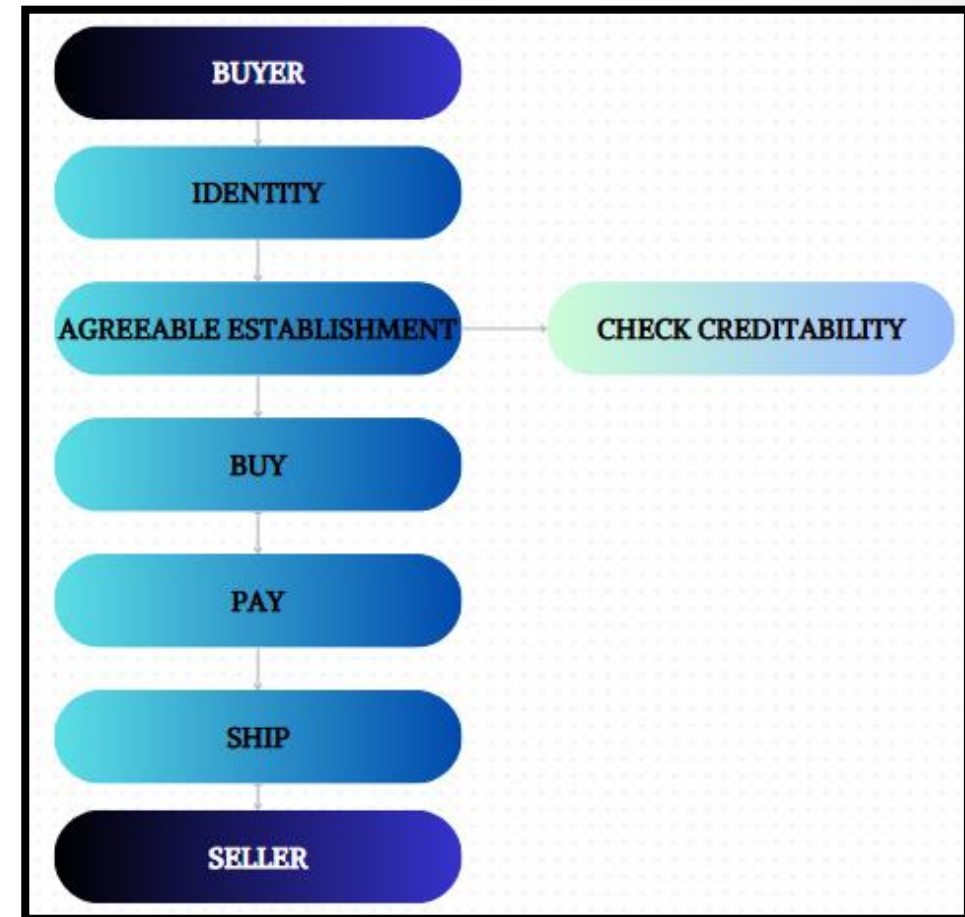 BUYER
IDENTITY
AGREEABLE ESTABLISHMENT
CHECK CREDITABILITY
BUY
PAY
SHIP
SELLER